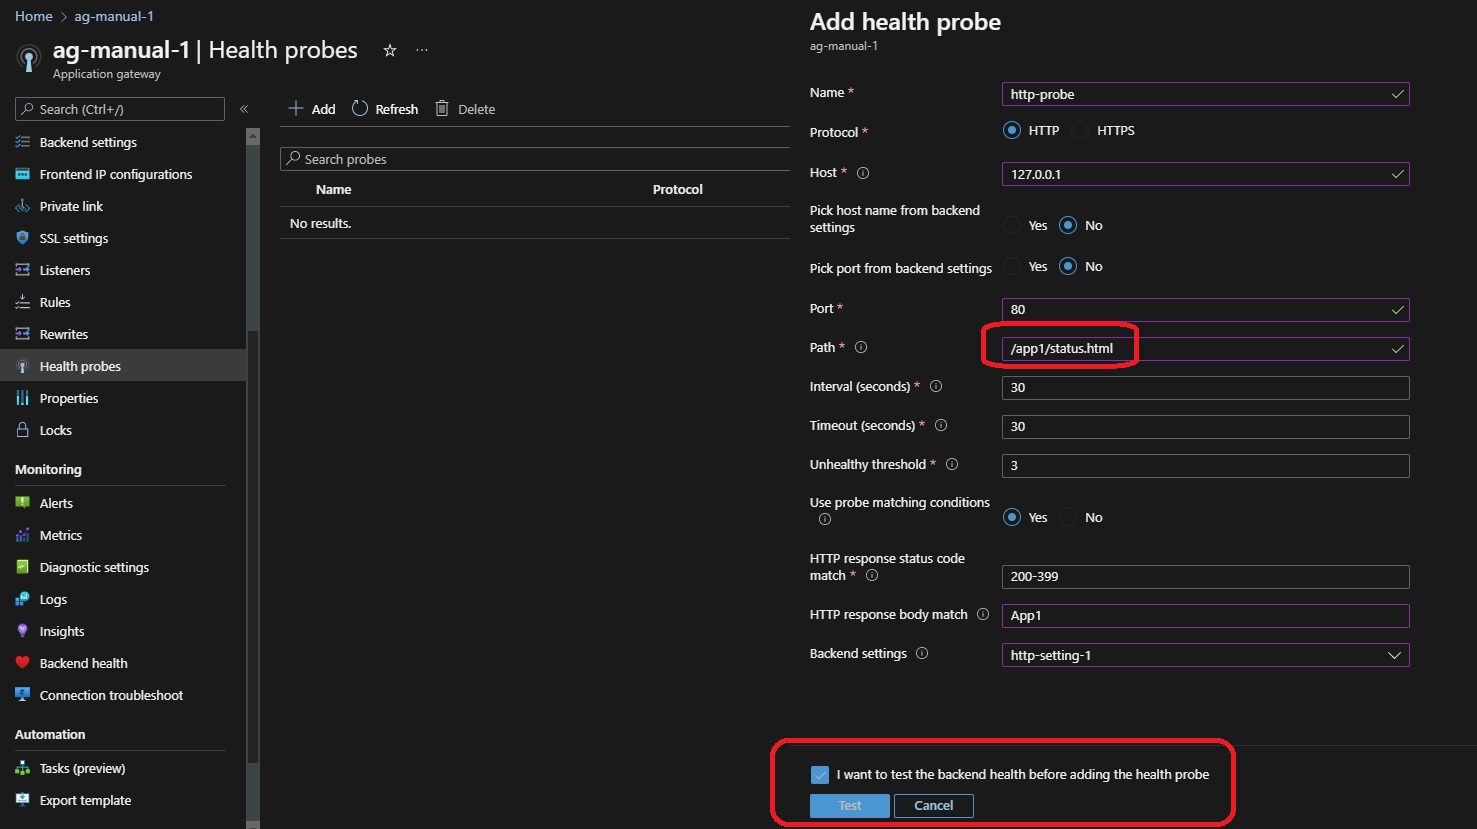 Home > ag-manual-1
ag-manual-1 | Health probes ☆ ···
Application gateway
Search (Ctrl+/) «
Backend settings
Frontend IP configurations
Private link
SSL settings
Listeners
Rules
Rewrites
Health probes
Properties
Locks
Monitoring
Alerts
Metrics
Diagnostic settings
Logs
Insights
Backend health
Connection troubleshoot
Automation
Tasks (preview)
Export template
+ Add Refresh Delete
Search probes
Name Protocol
No results.
Add health probe
ag-manual-1
Name * http-probe
Protocol * HTTP HTTPS
Host * 127.0.0.1
Pick host name from backend
settings Yes No
Pick port from backend settings Yes No
Port * 80
Path * /app1/status.html
Interval (seconds) * 30
Timeout (seconds) * 30
Unhealthy threshold * 3
Use probe matching conditions
Yes No
HTTP response status code
match * 200-399
HTTP response body match App1
Backend settings http-setting-1
I want to test the backend health before adding the health probe
Test Cancel